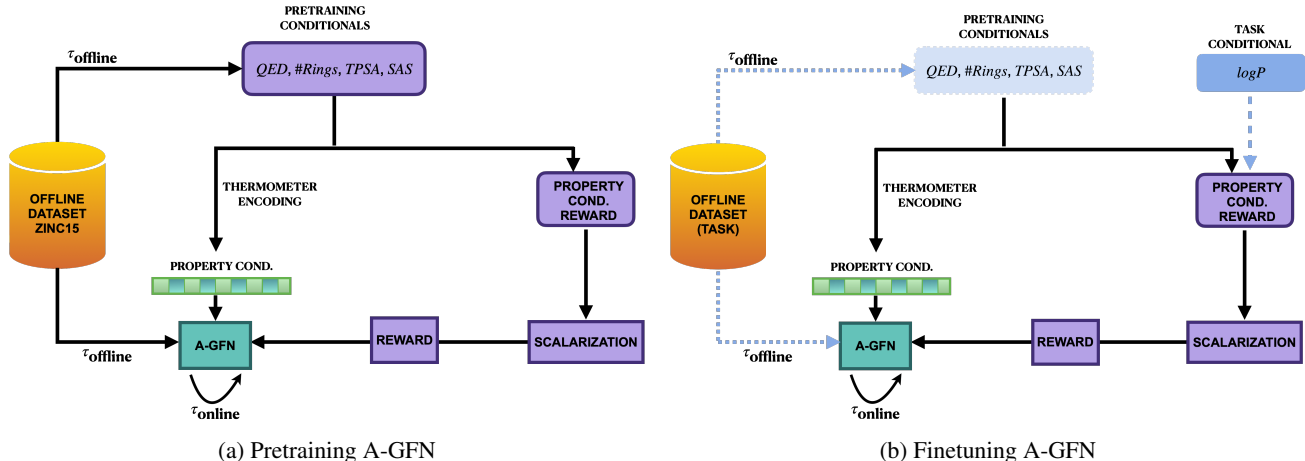 PRETRAINING
CONDITIONALS
τoffline
QED, #Rings, TPSA, SAS
OFFLINE
DATASET
ZINC15
THERMOMETER
ENCODING
PROPERTY
COND.
REWARD
PROPERTY COND.
A-GFN
REWARD
SCALARIZATION
τoffline
τonline
(a) Pretraining A-GFN
PRETRAINING
CONDITIONALS
TASK
CONDITIONAL
τoffline
QED, #Rings, TPSA, SAS
logP
OFFLINE
DATASET
(TASK)
THERMOMETER
ENCODING
PROPERTY
COND.
REWARD
PROPERTY COND.
A-GFN
REWARD
SCALARIZATION
τoffline
τonline
(b) Finetuning A-GFN